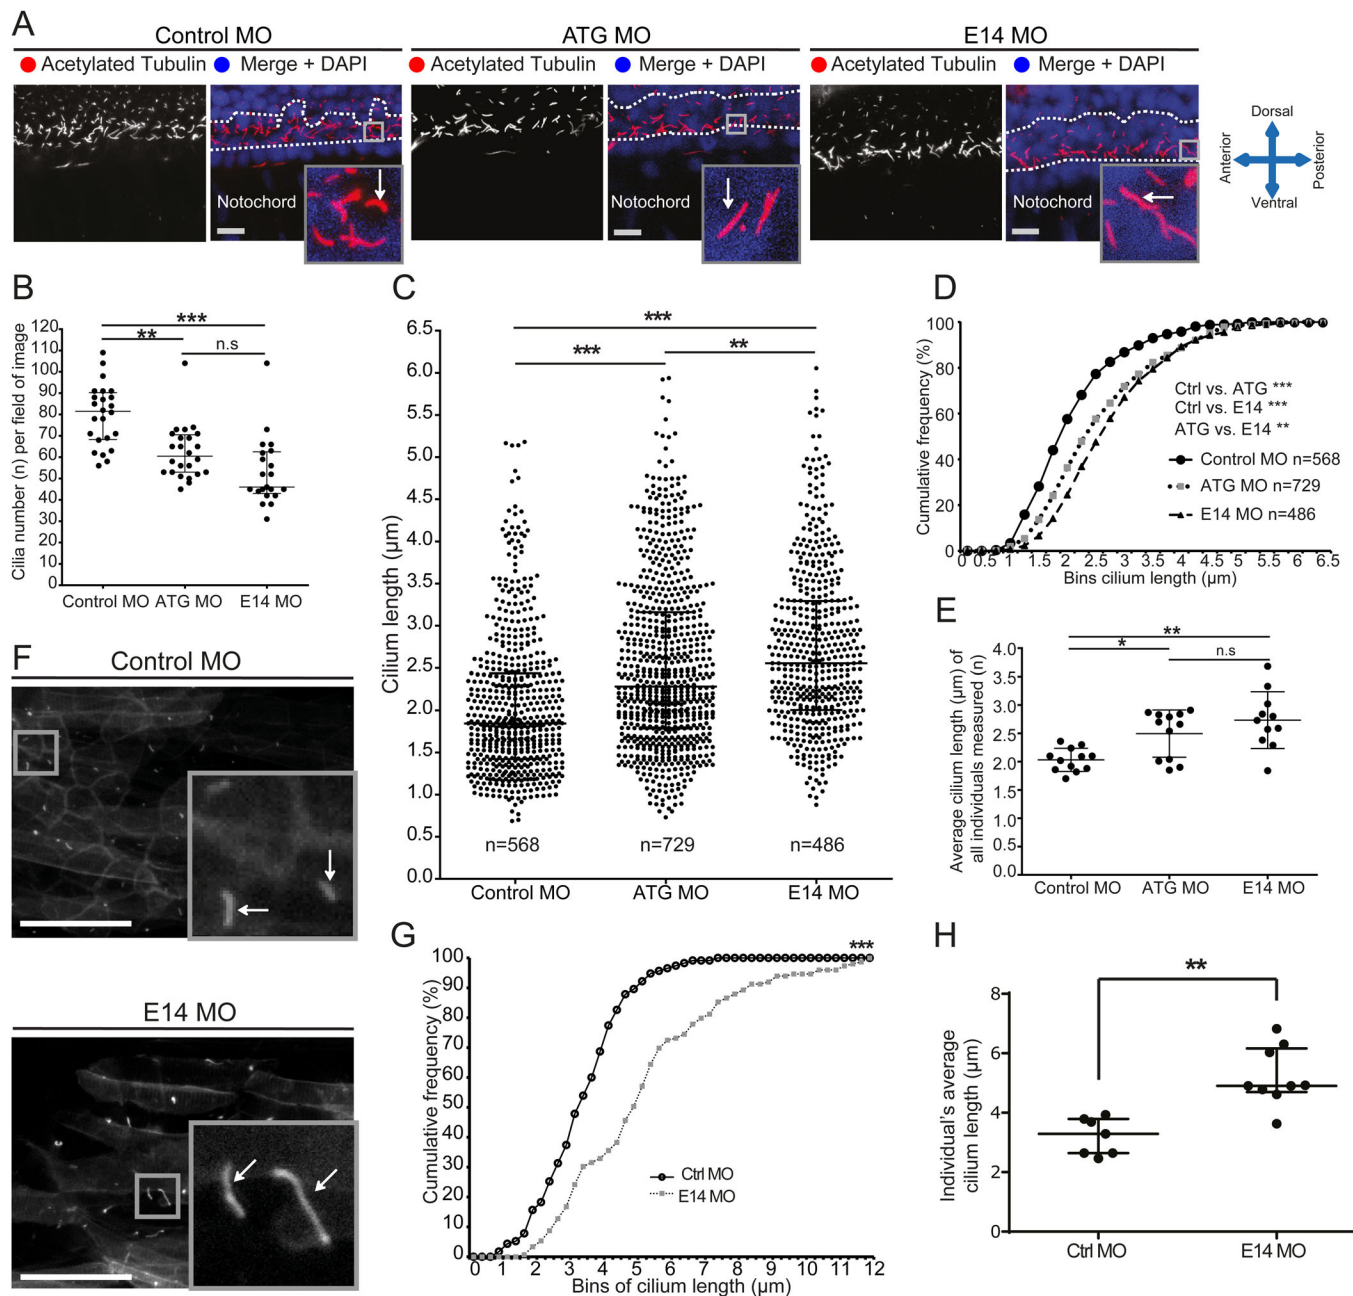 A
Control MO
ATG MO
E14 MO
Acetylated Tubulin
Merge + DAPI
Acetylated Tubulin
Merge + DAPI
Acetylated Tubulin
Merge + DAPI
Notochord
Notochord
Notochord
Dorsal
Anterior
Posterior
Ventral
B
Cilia number (n) per field of image
120
110
100
90
80
70
60
50
40
30
20
10
0
***
**
n.s
Control MO
ATG MO
E14 MO
C
Cilium length (µm)
6.5
6.0
5.5
5.0
4.5
4.0
3.5
3.0
2.5
2.0
1.5
1.0
0.5
0.0
***
***
**
n=568
n=729
n=486
Control MO
ATG MO
E14 MO
D
Cumulative frequency (%)
100
80
60
40
20
0
Ctrl vs. ATG ***
Ctrl vs. E14 ***
ATG vs. E14 **
Control MO n=568
ATG MO n=729
E14 MO n=486
0 0.5 1 1.5 2 2.5 3 3.5 4 4.5 5 5.5 6 6.5
Bins cilium length (µm)
E
Average cilium length (µm) of
all individuals measured (n)
4.0
3.5
3.0
2.5
2.0
1.5
1.0
0.5
0.0
**
*
n.s
Control MO
ATG MO
E14 MO
F
Control MO
E14 MO
G
Cumulative frequency (%)
100
90
80
70
60
50
40
30
20
10
0
***
Ctrl MO
E14 MO
0 1 2 3 4 5 6 7 8 9 10 11 12
Bins of cilium length (µm)
H
Individual's average
cilium length (µm)
8
6
4
2
0
**
Ctrl MO
E14 MO